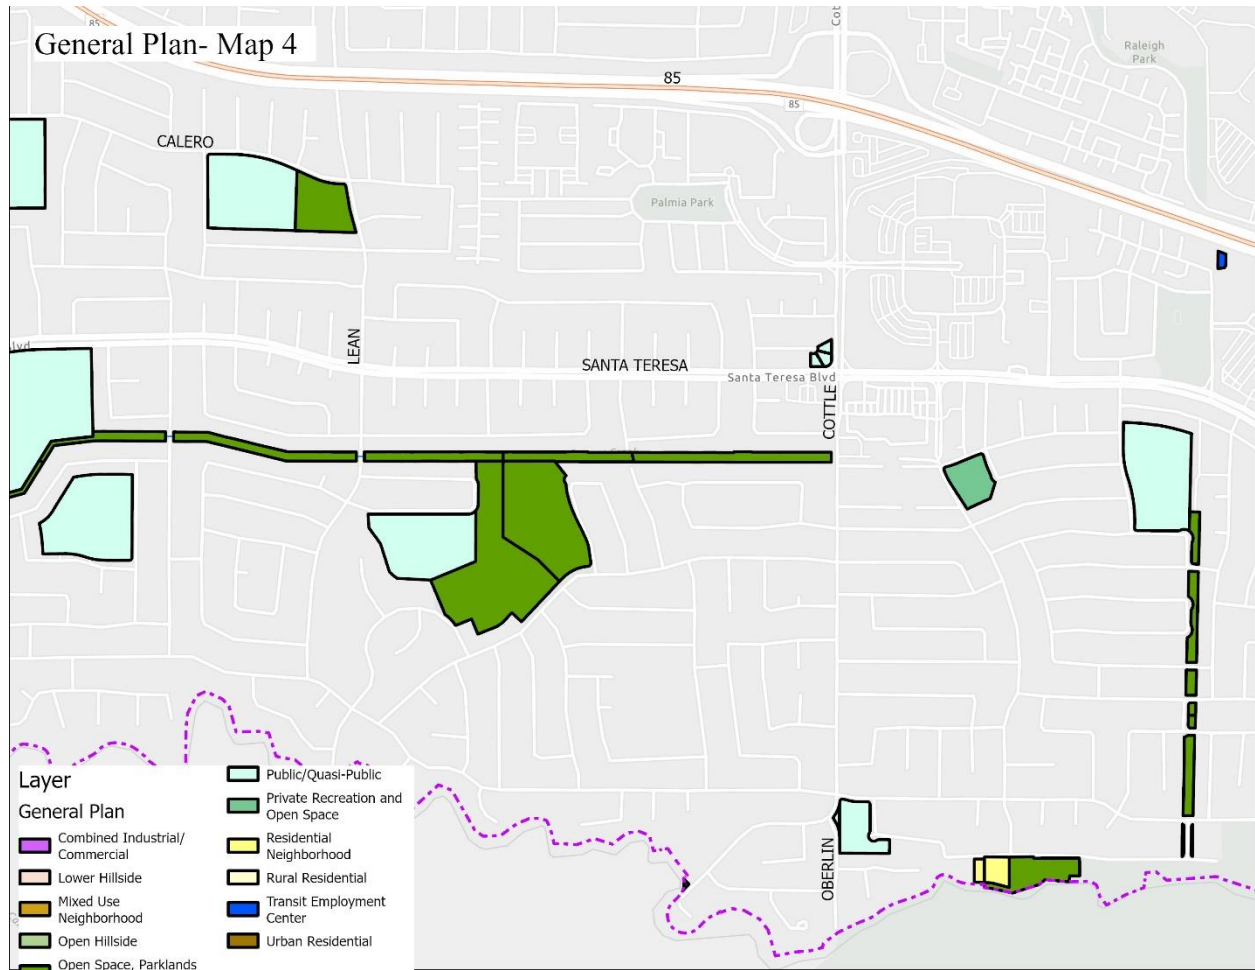 General Plan- Map 4
85
Raleigh
Park
85
85
CALERO
Palmia Park
lvd
LEAN
SANTA TERESA
Santa Teresa Blvd
COTTLE
OBERLIN
Layer
General Plan
Combined Industrial/
Commercial
Lower Hillside
Mixed Use
Neighborhood
Open Hillside
Open Space, Parklands
Public/Quasi-Public
Private Recreation and
Open Space
Residential
Neighborhood
Rural Residential
Transit Employment
Center
Urban Residential